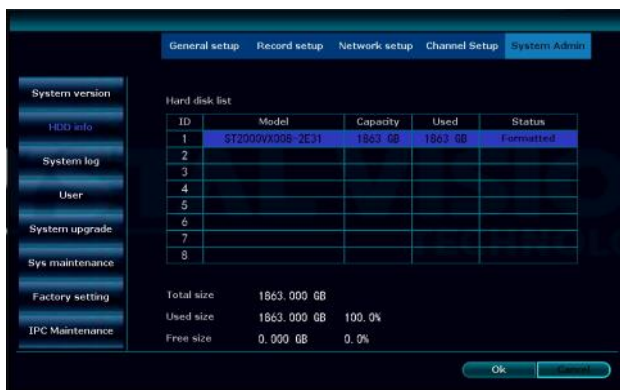 General setup Record setup Network setup Channel Setup System Admin
System version
HDD info
System log
User
System upgrade
Sys maintenance
Factory setting
IPC Maintenance
Hard disk list
ID Model Capacity Used Status
1 ST2000VX008-2E31 1863 GB 1863 GB Formatted
2
3
4
5
6
7
8
Total size 1863.000 GB
Used size 1863.000 GB 100.0%
Free size 0.000 GB 0.0%
Ok Cancel